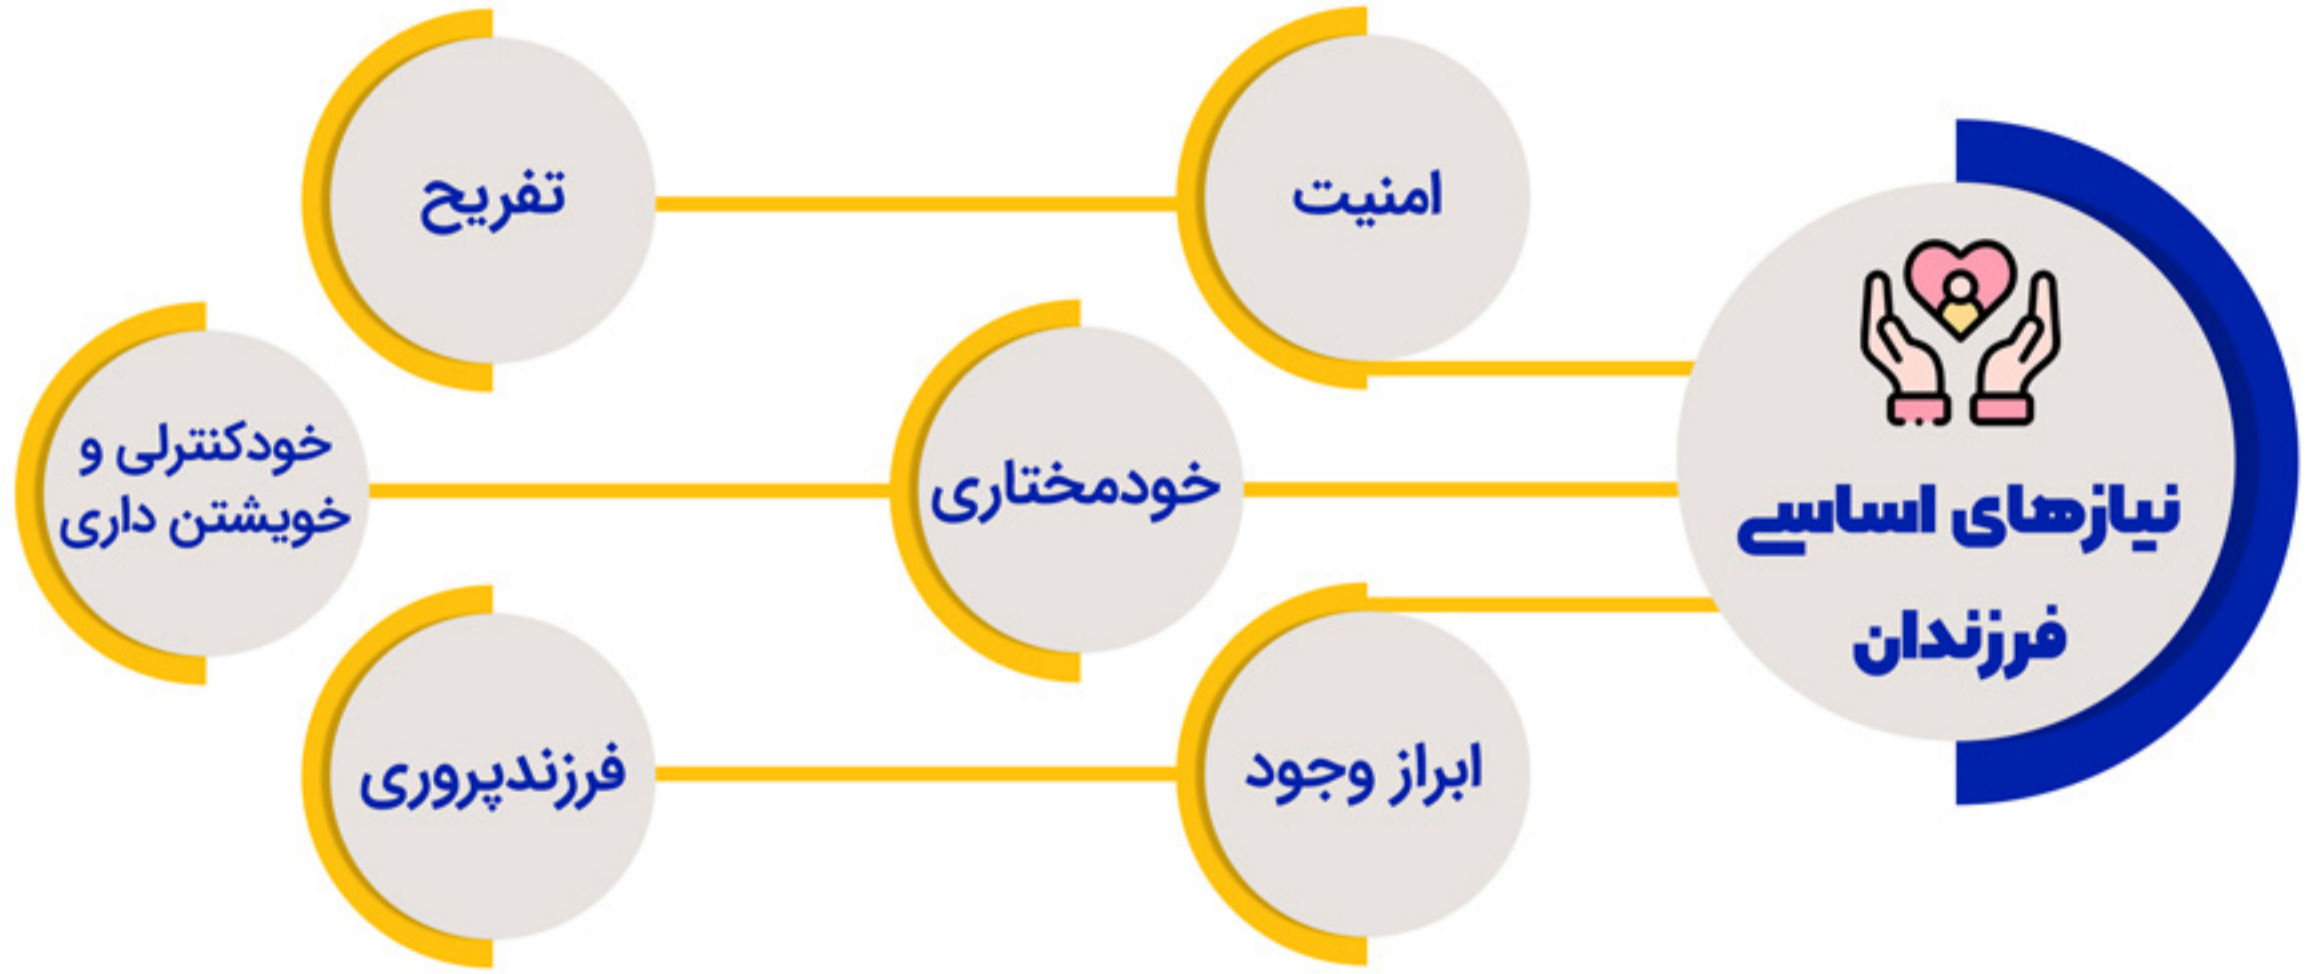 نیازهای اساسی
فرزندان
امنیت
تفریح
خودمختاری
خودکنترلی و
خویشتن داری
ابراز وجود
فرزندپروری